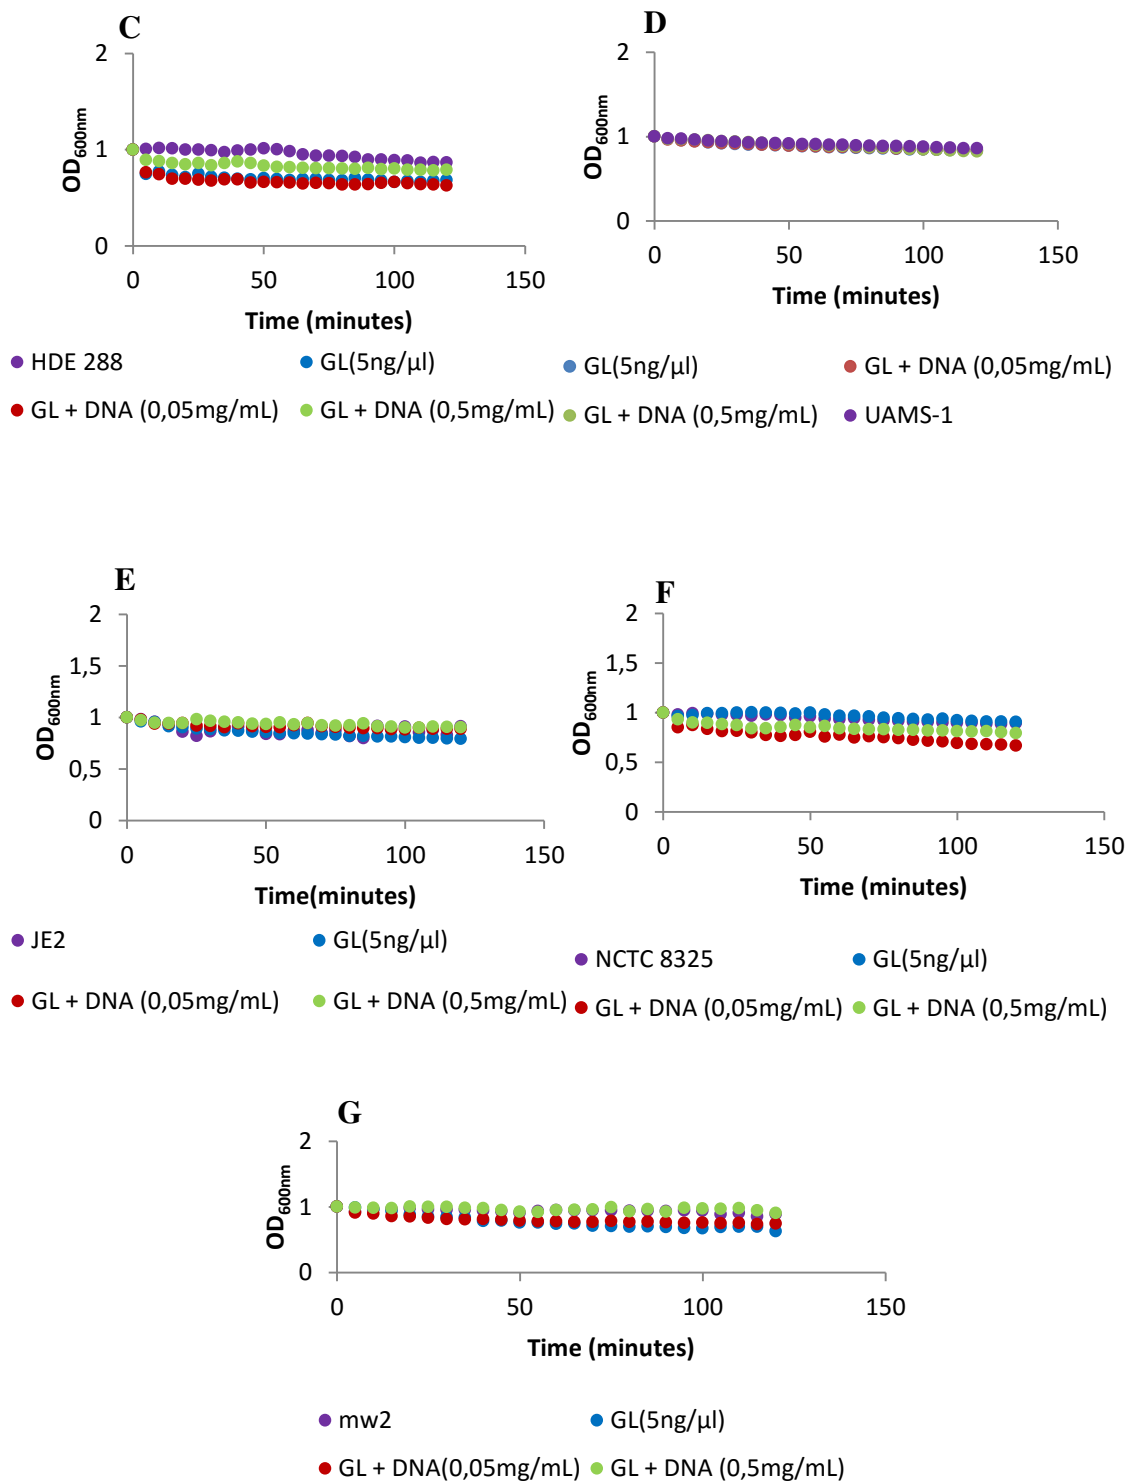 C
2
1
0
OD600nm
0 50 100 150
Time (minutes)
HDE 288 GL(5ng/µl)
GL + DNA (0,05mg/mL) GL + DNA (0,5mg/mL)
D
2
1
0
OD600nm
0 50 100 150
Time (minutes)
GL(5ng/µl) GL + DNA (0,05mg/mL)
GL + DNA (0,5mg/mL) UAMS-1
E
2
1,5
1
0,5
0
OD600nm
0 50 100 150
Time(minutes)
JE2 GL(5ng/µl)
GL + DNA (0,05mg/mL) GL + DNA (0,5mg/mL)
F
2
1,5
1
0,5
0
OD600nm
0 50 100 150
Time (minutes)
NCTC 8325 GL(5ng/µl)
GL + DNA (0,05mg/mL) GL + DNA (0,5mg/mL)
G
2
1
0
OD600nm
0 50 100 150
Time (minutes)
mw2 GL(5ng/µl)
GL + DNA(0,05mg/mL) GL + DNA (0,5mg/mL)